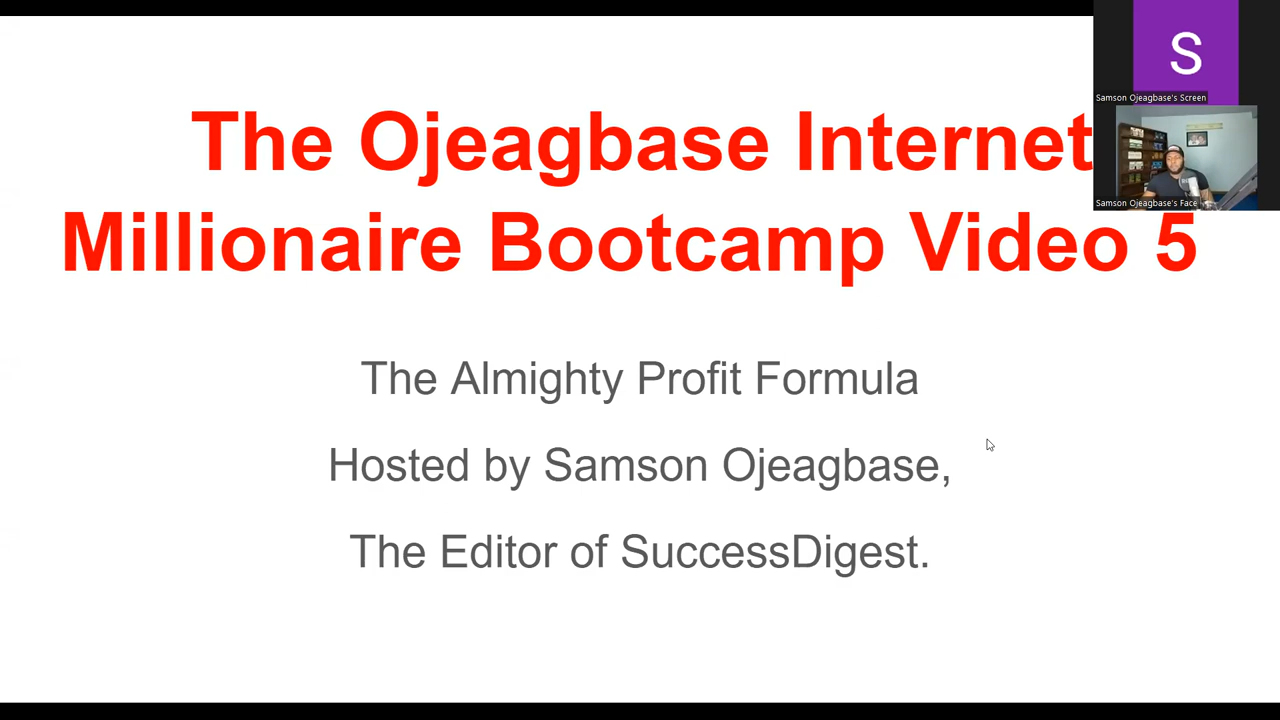 The Ojeagbase Internet
Millionaire Bootcamp Video 5
The Almighty Profit Formula
Hosted by Samson Ojeagbase,
The Editor of SuccessDigest.
S
Samson Ojeagbase's Screen
Samson Ojeagbase's Face